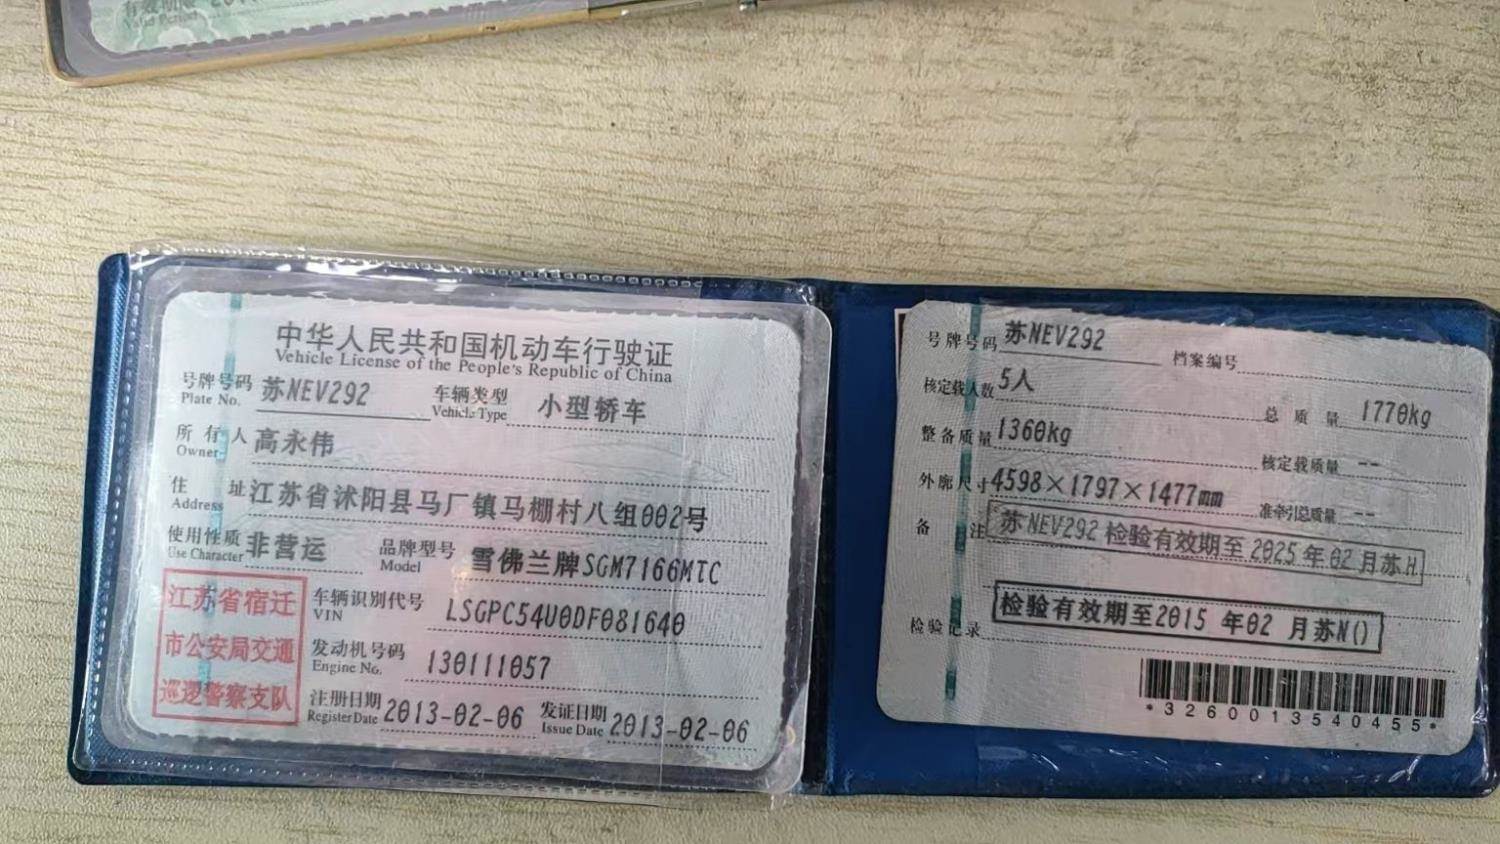 有效期限
中华人民共和国机动车行驶证
Vehicle License of the People's Republic of China
号牌号码 苏NEV292 车辆类型 小型轿车
Plate No. Vehicle Type
所有人 高永伟
Owner
住址 江苏省沭阳县马厂镇马棚村八组002号
Address
使用性质 非营运 品牌型号 雪佛兰牌SGM7166MTC
Use Character Model
江苏省宿迁
市公安局交通
巡逻警察支队
车辆识别代号 LSGPC54U0DF081640
VIN
发动机号码 130111057
Engine No.
注册日期 2013-02-06 发证日期 2013-02-06
Register Date Issue Date
号牌号码 苏NEV292 档案编号
核定载人数 5人 总质量 1770kg
整备质量 1360kg 核定载质量 --
外廓尺寸 4598×1797×1477mm 准牵引总质量 --
备注 苏NEV292 检验有效期至 2025年02月苏H
检验记录 检验有效期至2015 年02 月苏N()
*3260013540455*